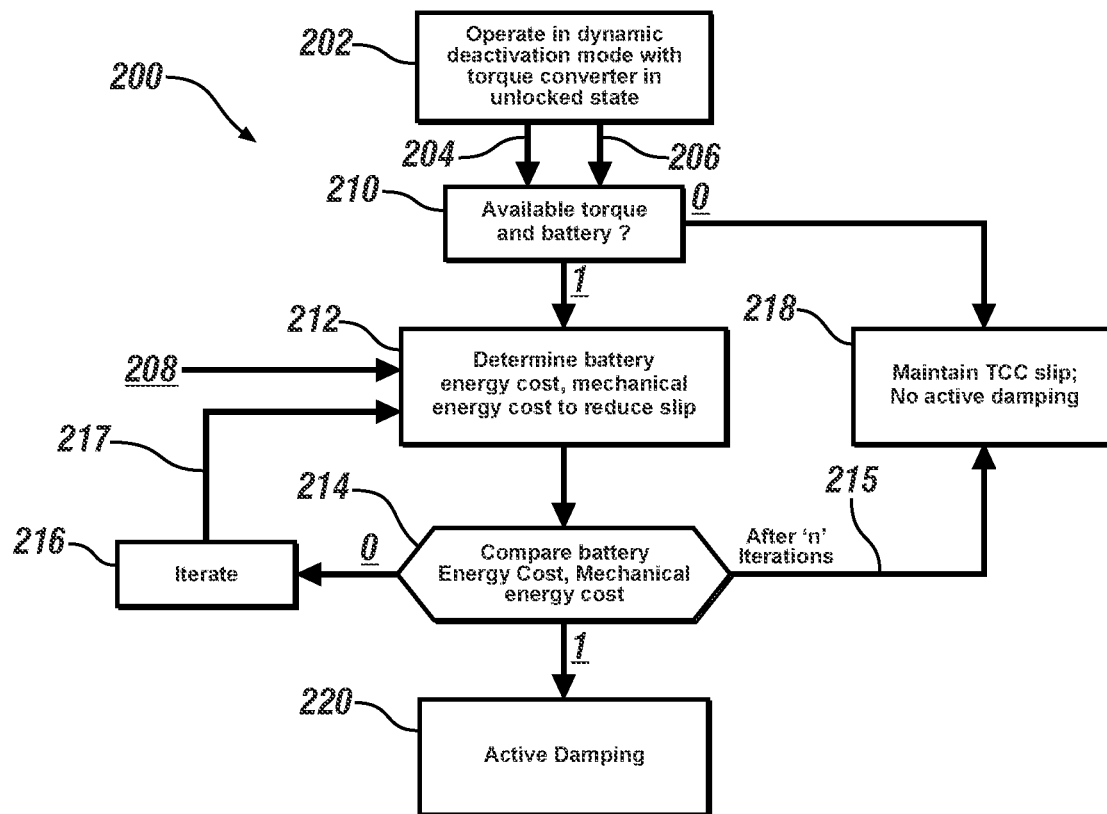 200
202
Operate in dynamic
deactivation mode with
torque converter in
unlocked state
204
206
210
Available torque
and battery ?
0
1
212
208
Determine battery
energy cost, mechanical
energy cost to reduce slip
218
Maintain TCC slip;
No active damping
217
214
215
216
Iterate
0
Compare battery
Energy Cost, Mechanical
energy cost
After 'n'
Iterations
1
220
Active Damping